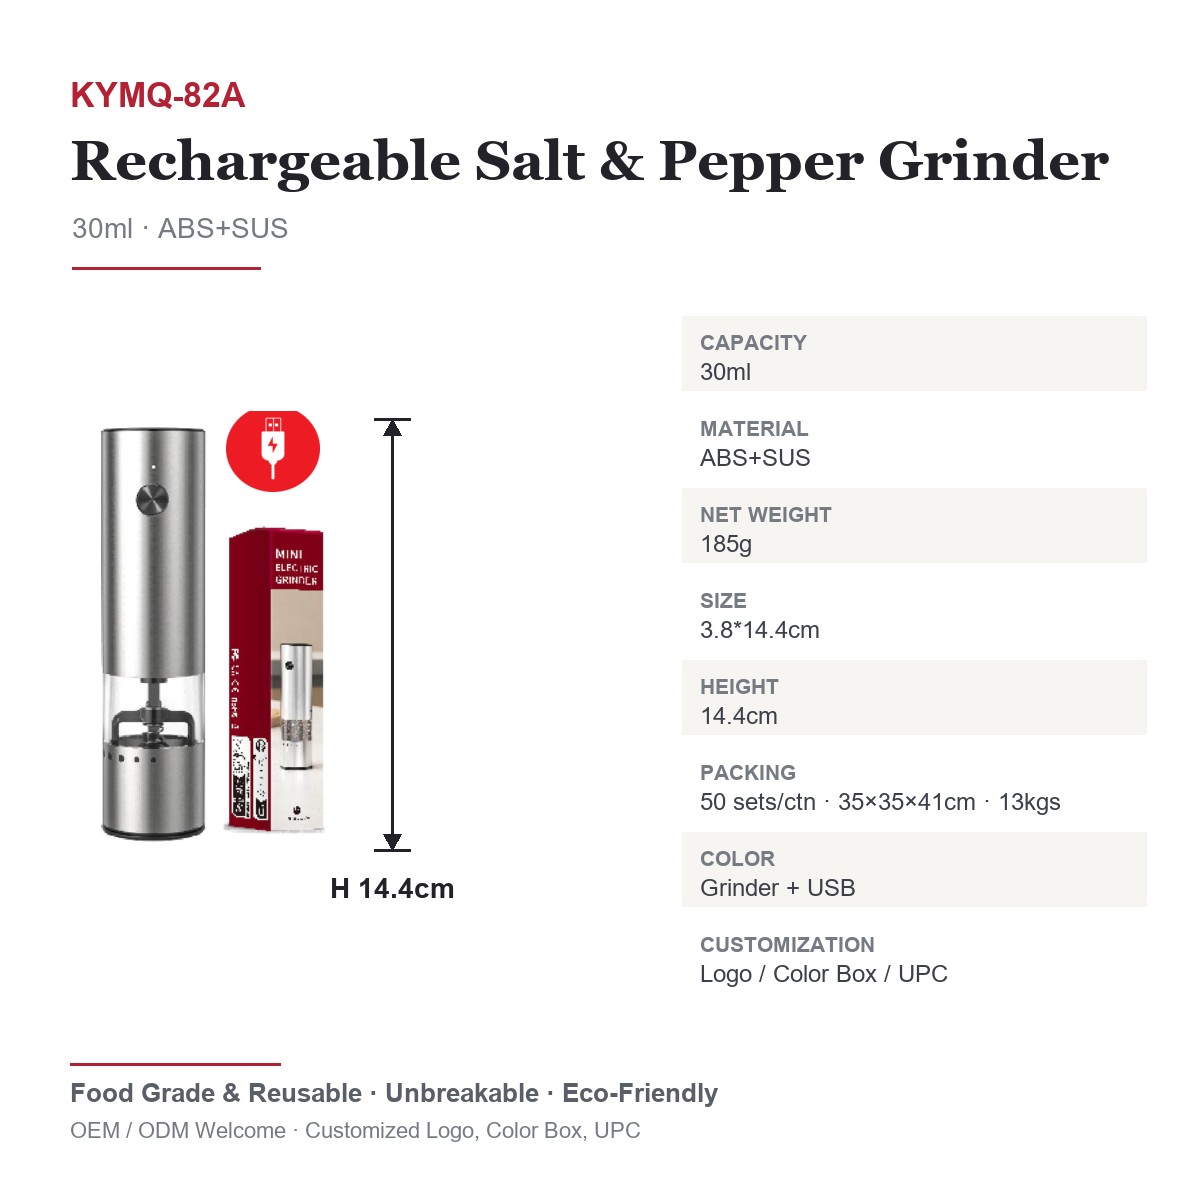 KYMQ-82A
Rechargeable Salt & Pepper Grinder
30ml · ABS+SUS
CAPACITY
30ml
MATERIAL
ABS+SUS
NET WEIGHT
185g
SIZE
3.8*14.4cm
HEIGHT
14.4cm
PACKING
50 sets/ctn · 35×35×41cm · 13kgs
COLOR
Grinder + USB
CUSTOMIZATION
Logo / Color Box / UPC
MINI
ELECTRIC
GRINDER
H 14.4cm
Food Grade & Reusable · Unbreakable · Eco-Friendly
OEM / ODM Welcome · Customized Logo, Color Box, UPC